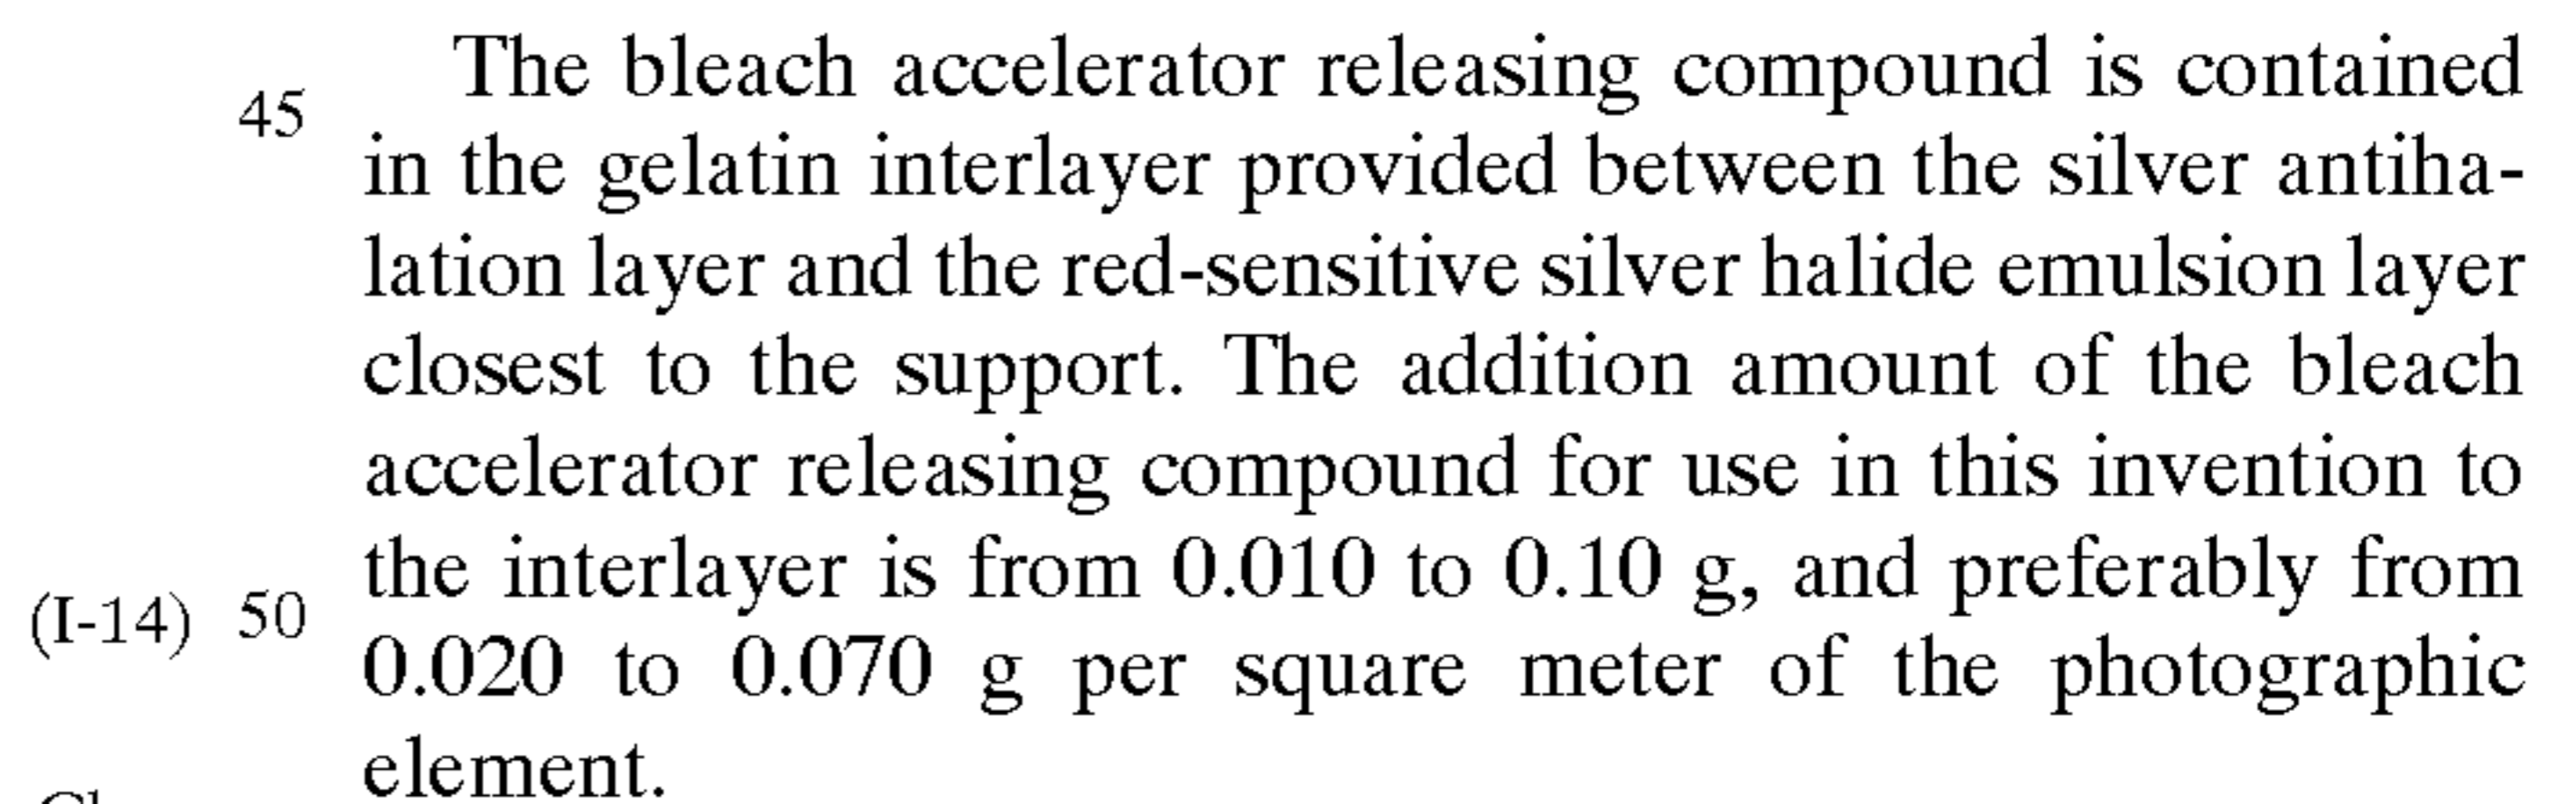 The bleach accelerator releasing compound is contained
45
in the gelatin interlayer provided between the silver antiha-
lation layer and the red-sensitive silver halide emulsion layer
closest to the support. The addition amount of the bleach
accelerator releasing compound for use in this invention to
the interlayer is from 0.010 to 0.10 g, and preferably from
(I-14) 50
0.020 to 0.070 g per square meter of the photographic
element.